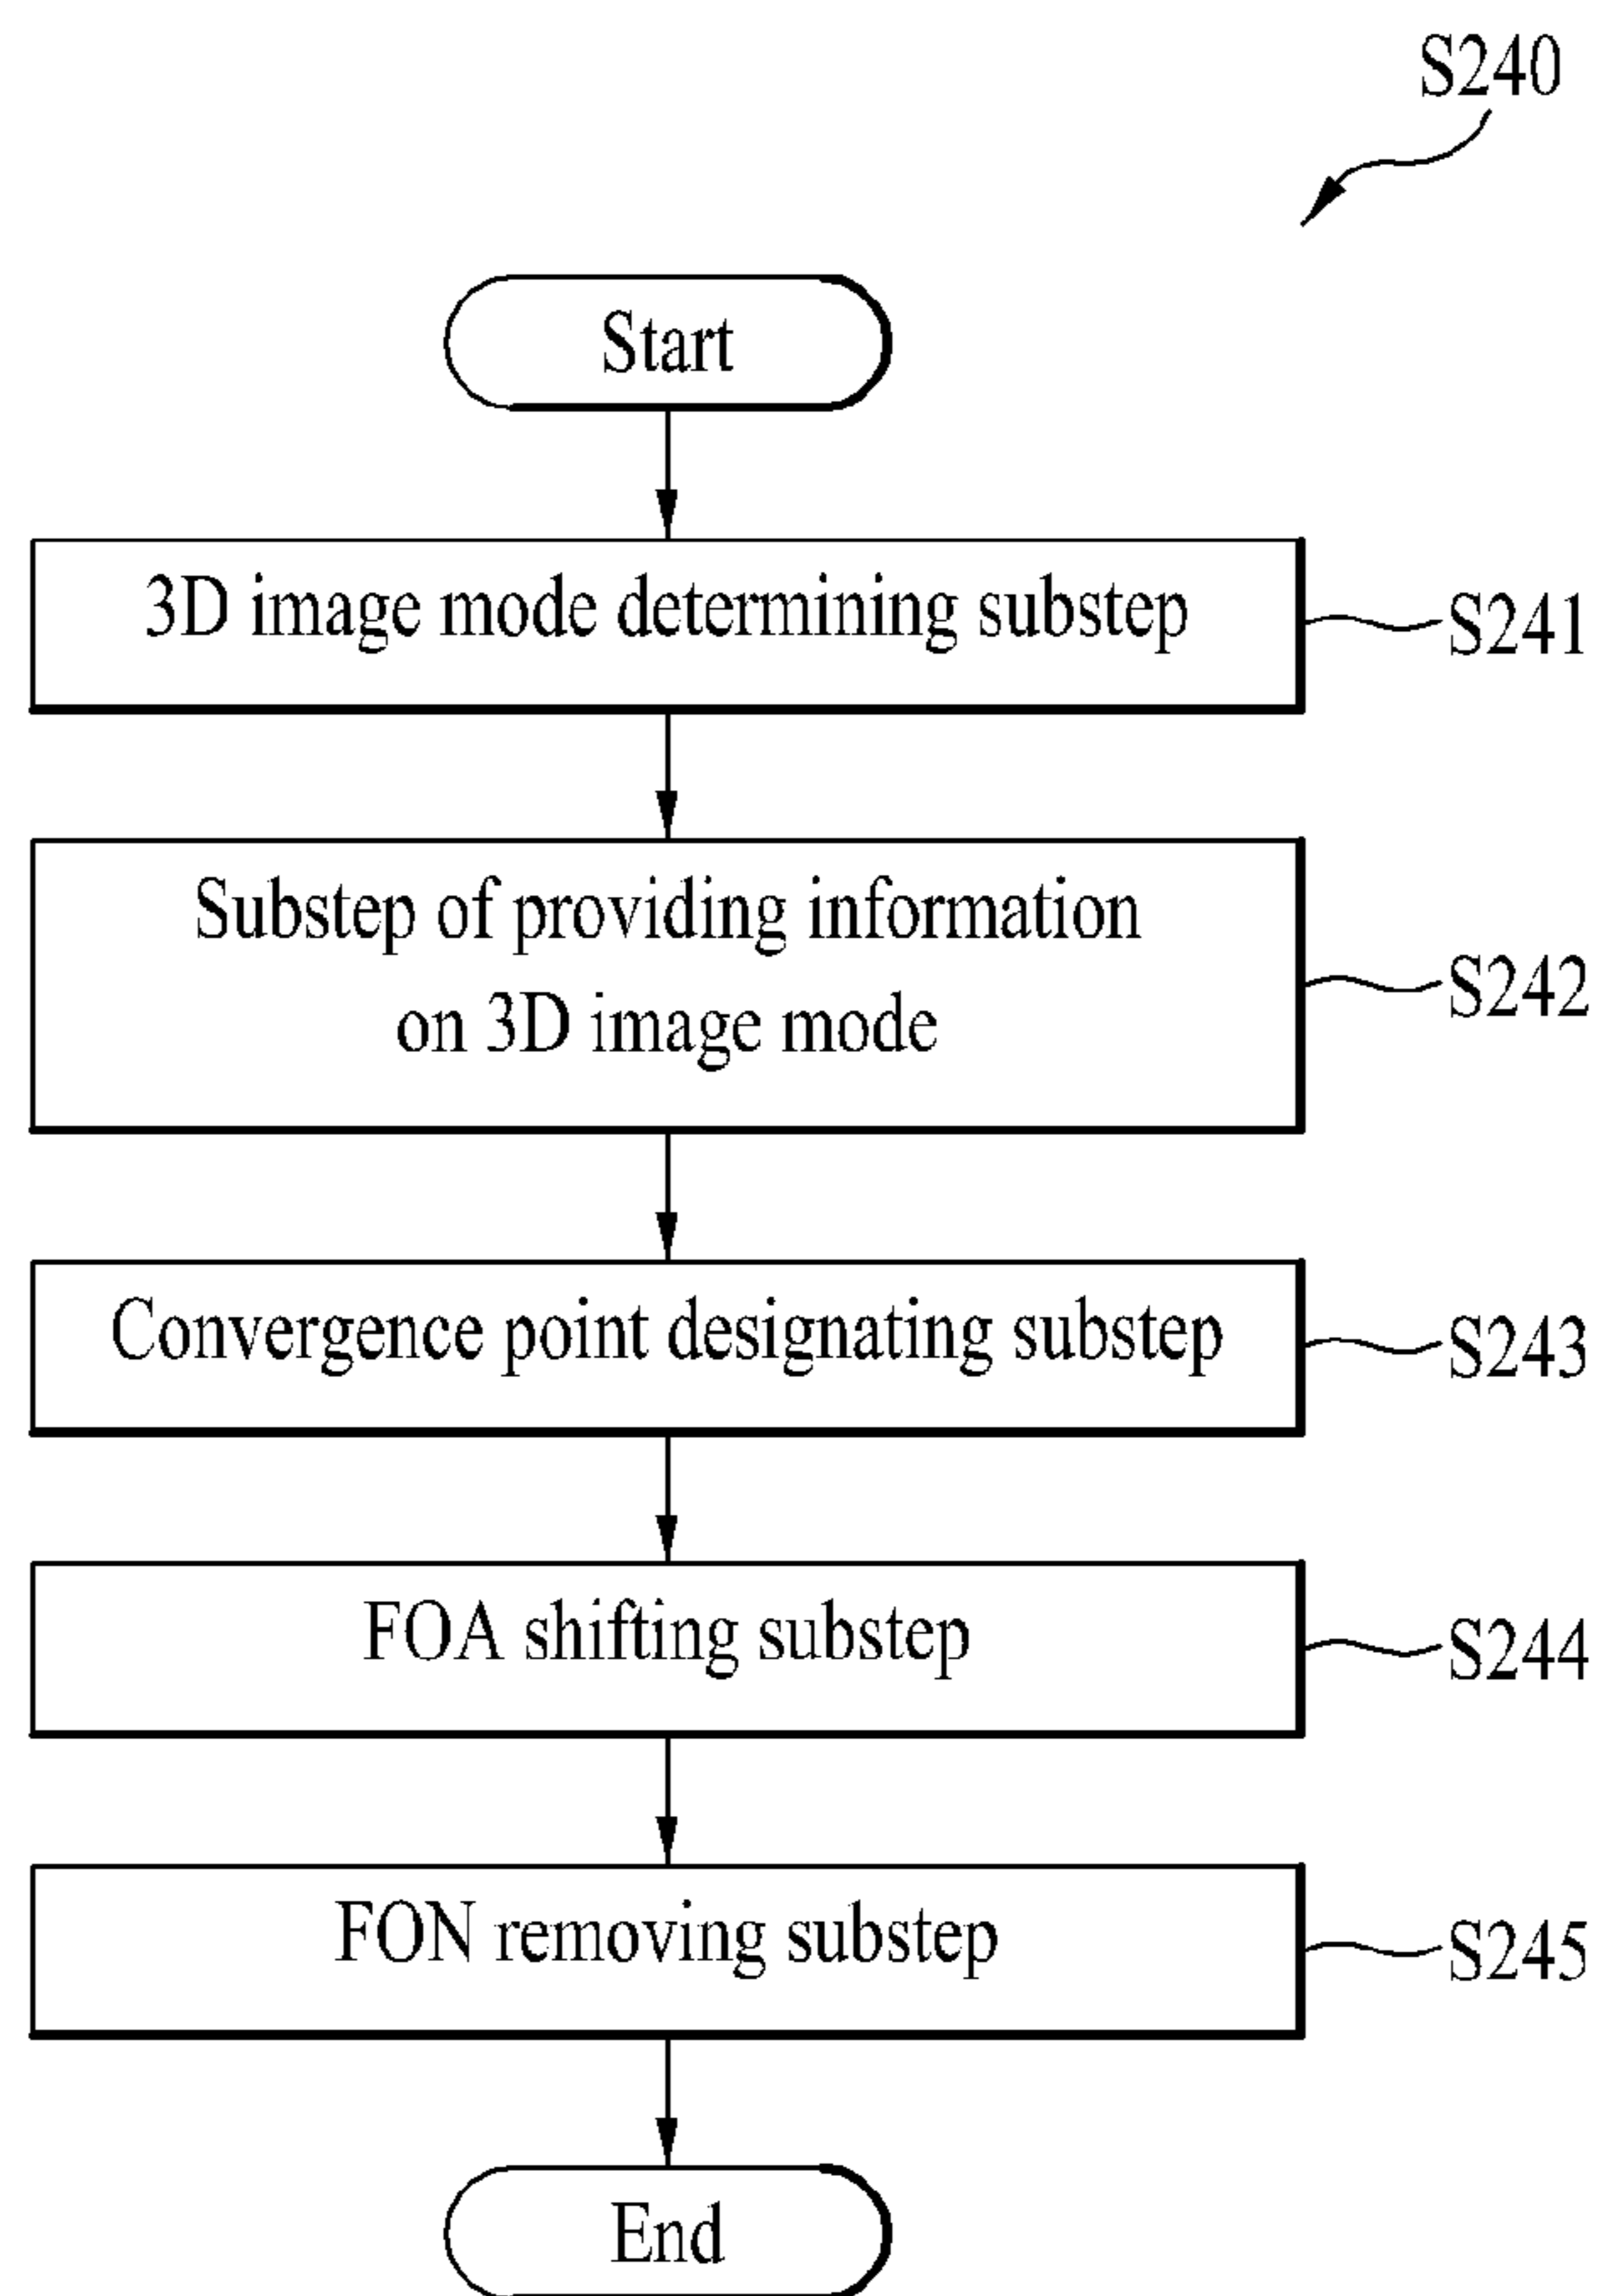 S240
Start
3D image mode determining substep
S241
Substep of providing information
on 3D image mode
S242
Convergence point designating substep
S243
FOA shifting substep
S244
FON removing substep
S245
End